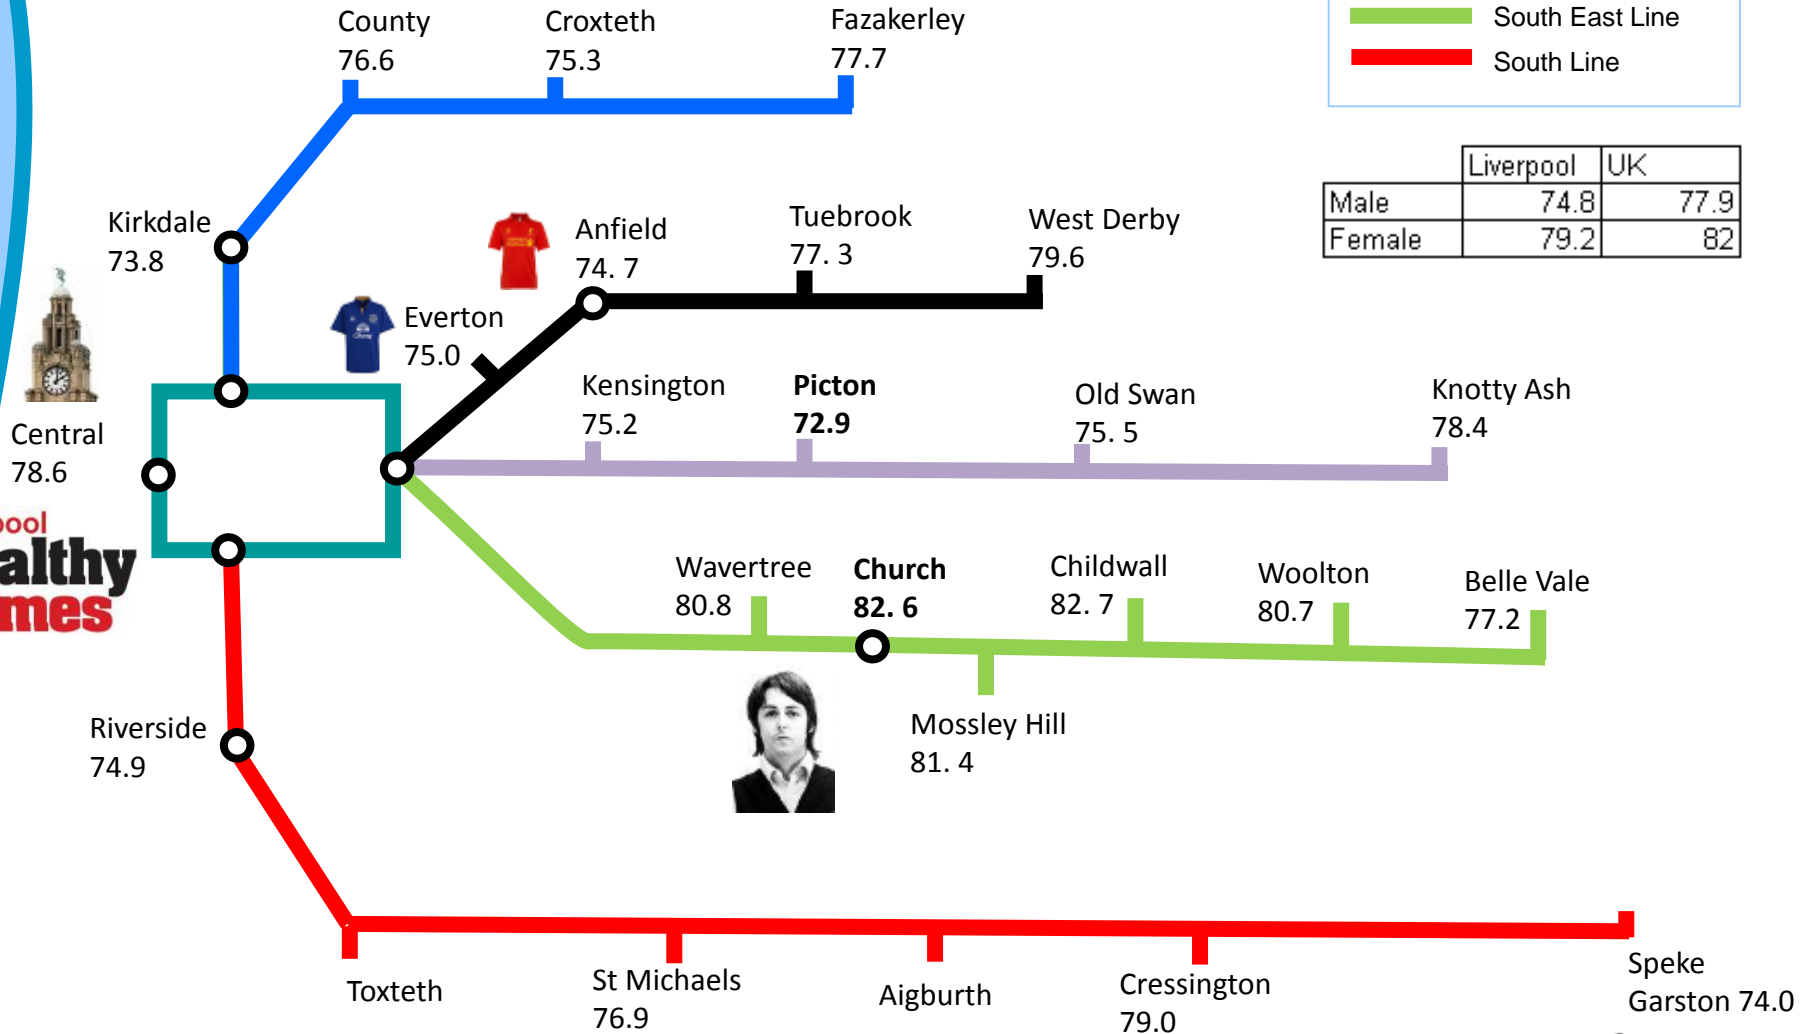 County
76.6
Croxteth
75.3
Fazakerley
77.7
South East Line
South Line
Liverpool UK
Male 74.8 77.9
Female 79.2 82
Kirkdale
73.8
Anfield
74. 7
Tuebrook
77. 3
West Derby
79.6
Everton
75.0
Central
78.6
Kensington
75.2
Picton
72.9
Old Swan
75. 5
Knotty Ash
78.4
pool
althy
mes
Wavertree
80.8
Church
82. 6
Childwall
82. 7
Woolton
80.7
Belle Vale
77.2
Mossley Hill
81. 4
Riverside
74.9
Toxteth
St Michaels
76.9
Aigburth
Cressington
79.0
Speke
Garston 74.0